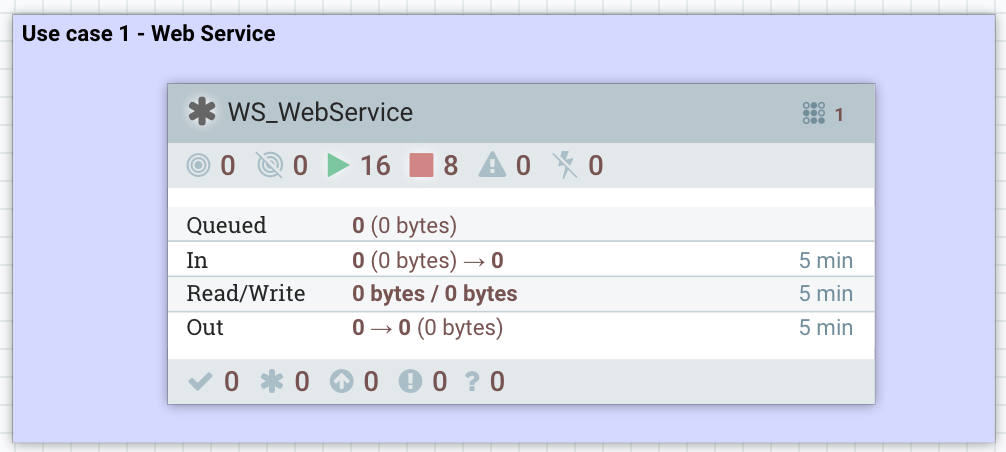 Use case 1 - Web Service
WS_WebService 1
0 0 16 8 0 0
Queued 0 (0 bytes)
In 0 (0 bytes) → 0 5 min
Read/Write 0 bytes / 0 bytes 5 min
Out 0 → 0 (0 bytes) 5 min
0 0 0 0 ? 0